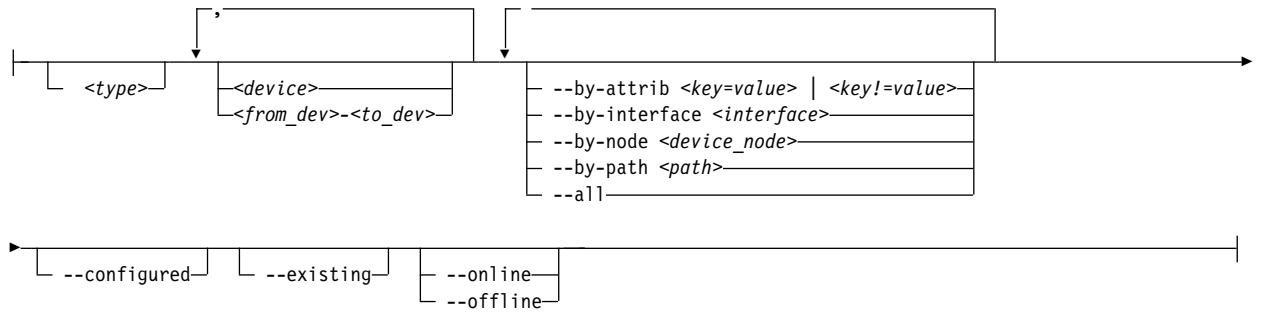 ,
<type>
<device>
<from_dev>-<to_dev>
--by-attrib <key=value> | <key!=value>
--by-interface <interface>
--by-node <device_node>
--by-path <path>
--all
--configured
--existing
--online
--offline